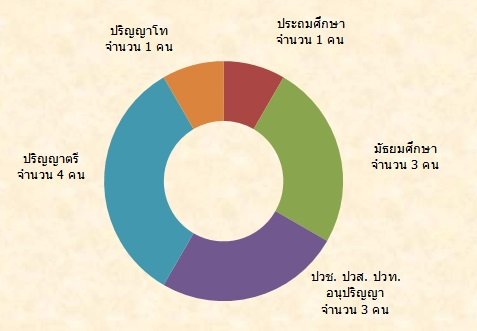 ปริญญาโท
จำนวน 1 คน
ประถมศึกษา
จำนวน 1 คน
มัธยมศึกษา
จำนวน 3 คน
ปริญญาตรี
จำนวน 4 คน
ปวช. ปวส. ปวท.
อนุปริญญา
จำนวน 3 คน